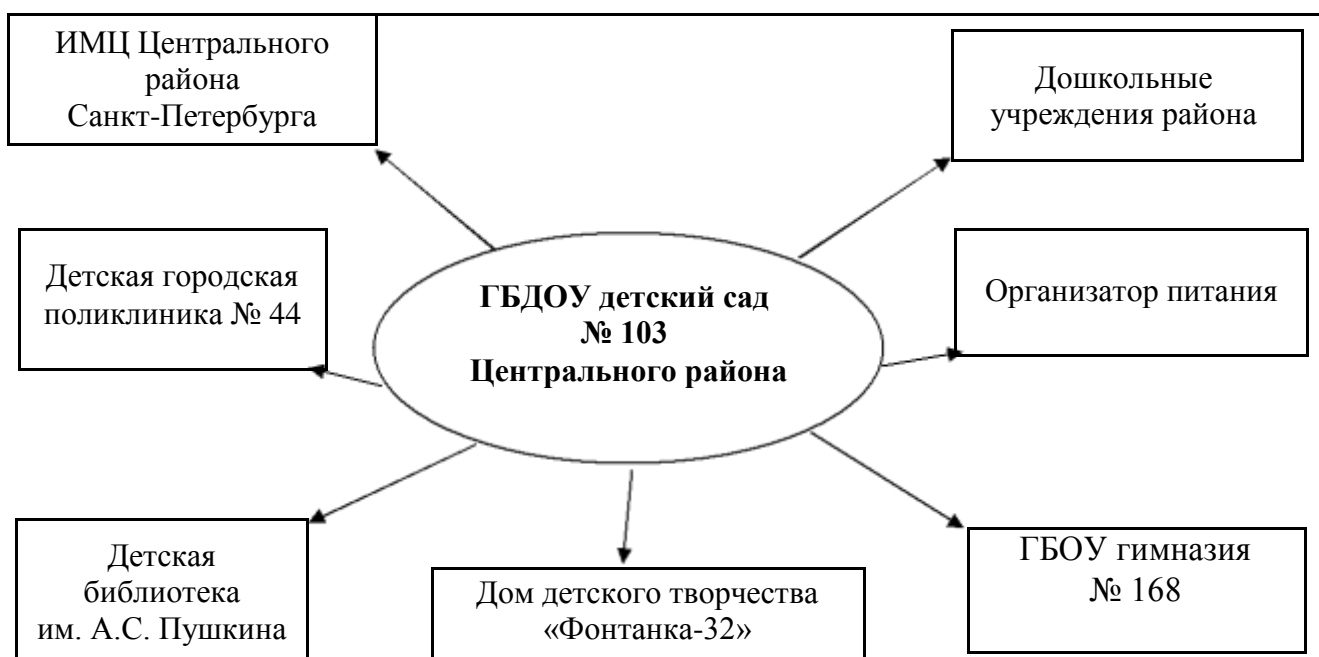 ИМЦ Центрального
района
Санкт-Петербурга
Дошкольные
учреждения района
Детская городская
поликлиника № 44
ГБДОУ детский сад
№ 103
Центрального района
Организатор питания
Детская
библиотека
им. А.С. Пушкина
Дом детского творчества
«Фонтанка-32»
ГБОУ гимназия
№ 168